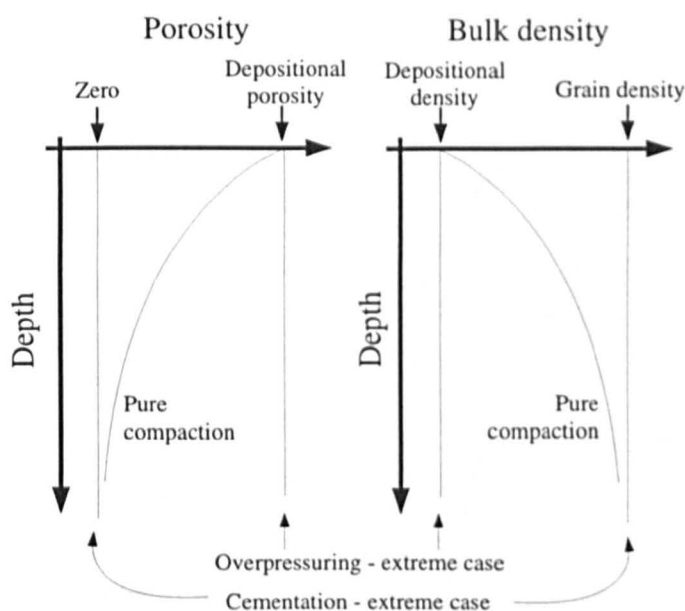 Porosity
Bulk density
Zero
Depositional
porosity
Depositional
density
Grain density
Depth
Depth
Pure
compaction
Pure
compaction
Overpressuring - extreme case
Cementation - extreme case